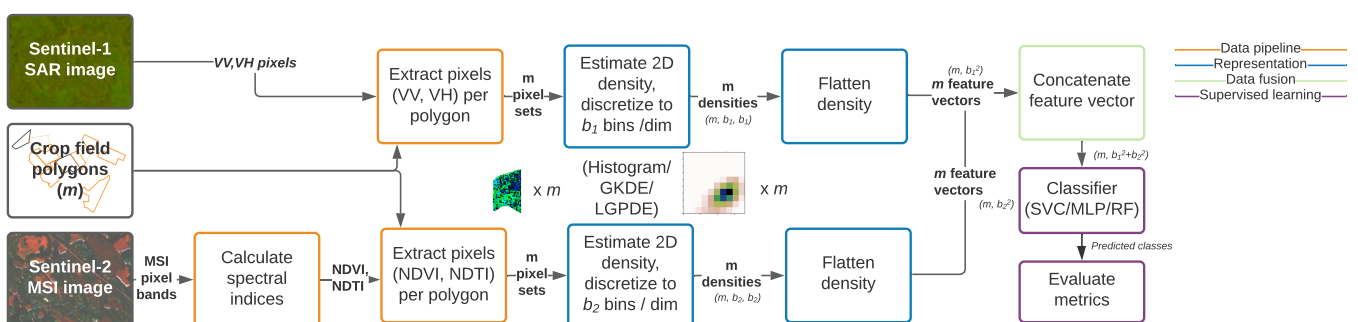 Sentinel-1
SAR image
VV,VH pixels
Extract pixels
(VV, VH) per
polygon
m
pixel
sets
Estimate 2D
density,
discretize to
b1 bins /dim
m
densities
(m, b1, b1)
Flatten
density
(m, b1²)
m feature
vectors
Concatenate
feature vector
Data pipeline
Representation
Data fusion
Supervised learning
Crop field
polygons
(m)
x m
(Histogram/
GKDE/
LGPDE)
x m
m feature
vectors
(m, b2²)
(m, b1²+b2²)
Classifier
(SVC/MLP/RF)
Predicted classes
Evaluate
metrics
Sentinel-2
MSI image
MSI
pixel
bands
Calculate
spectral
indices
NDVI,
NDTI
Extract pixels
(NDVI, NDTI)
per polygon
m
pixel
sets
Estimate 2D
density,
discretize to
b2 bins / dim
m
densities
(m, b2, b2)
Flatten
density